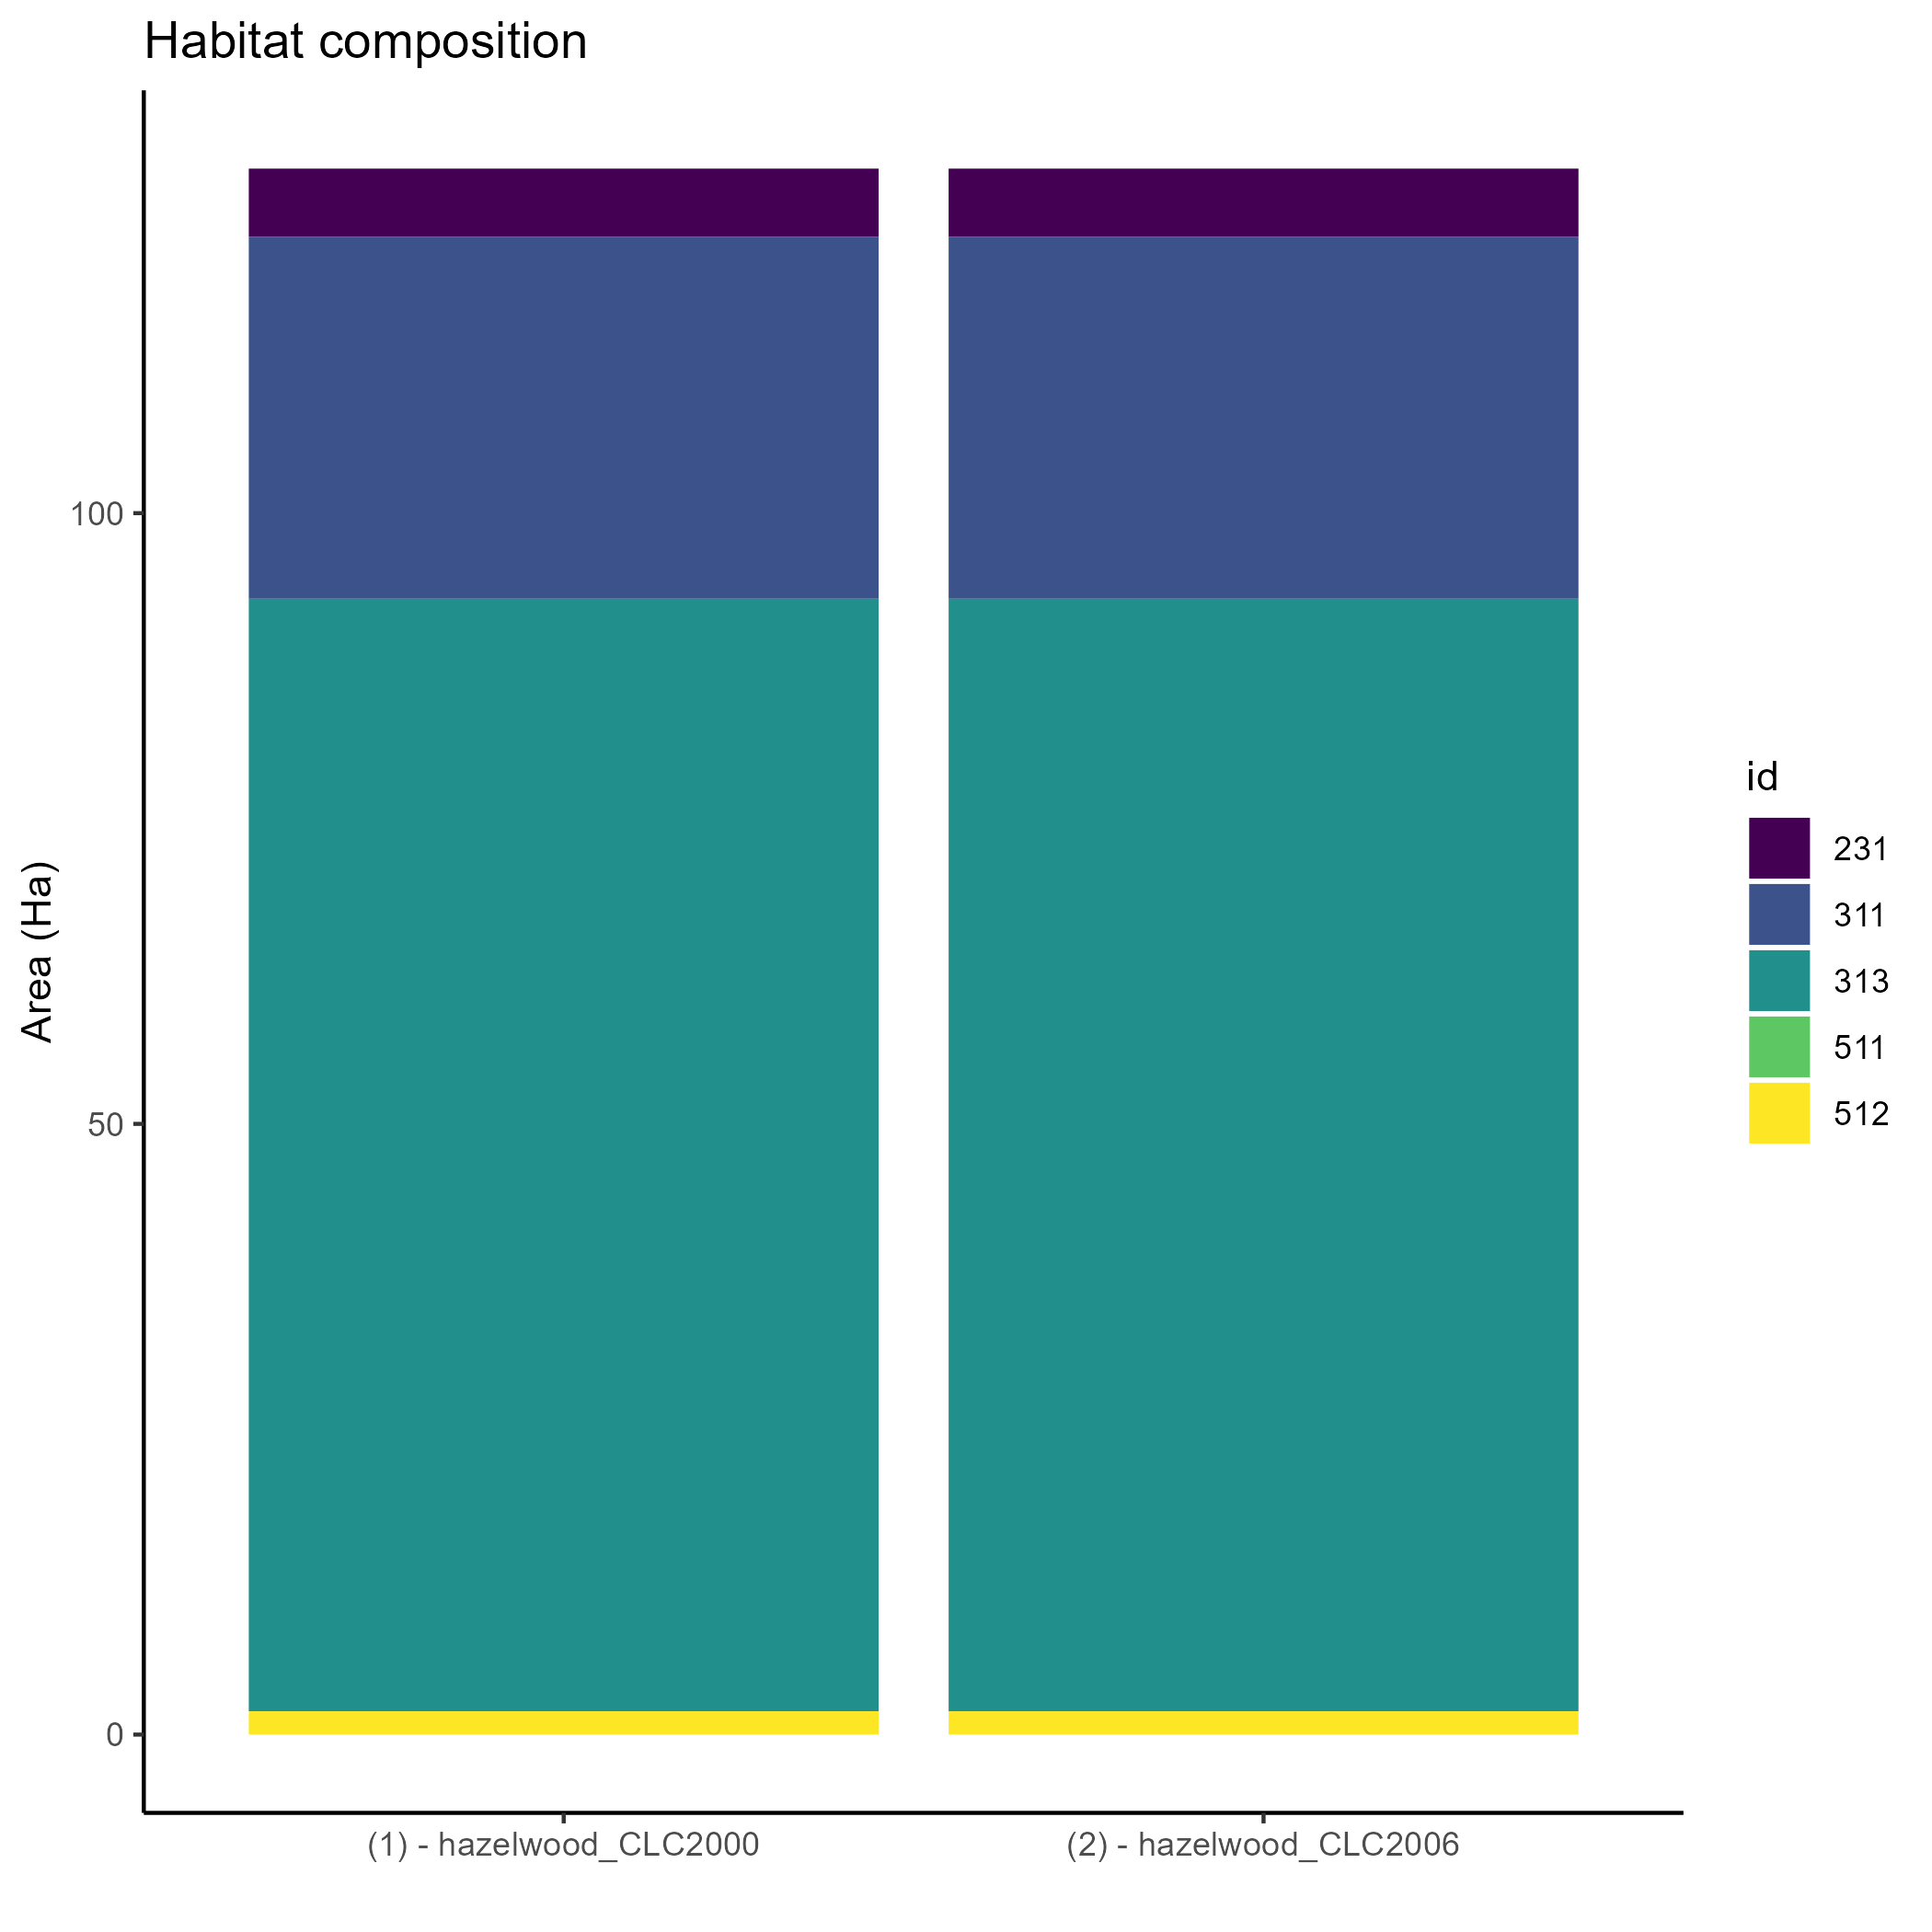 Habitat composition
Area (Ha)
100
50
0
(1) - hazelwood_CLC2000
(2) - hazelwood_CLC2006
id
231
311
313
511
512